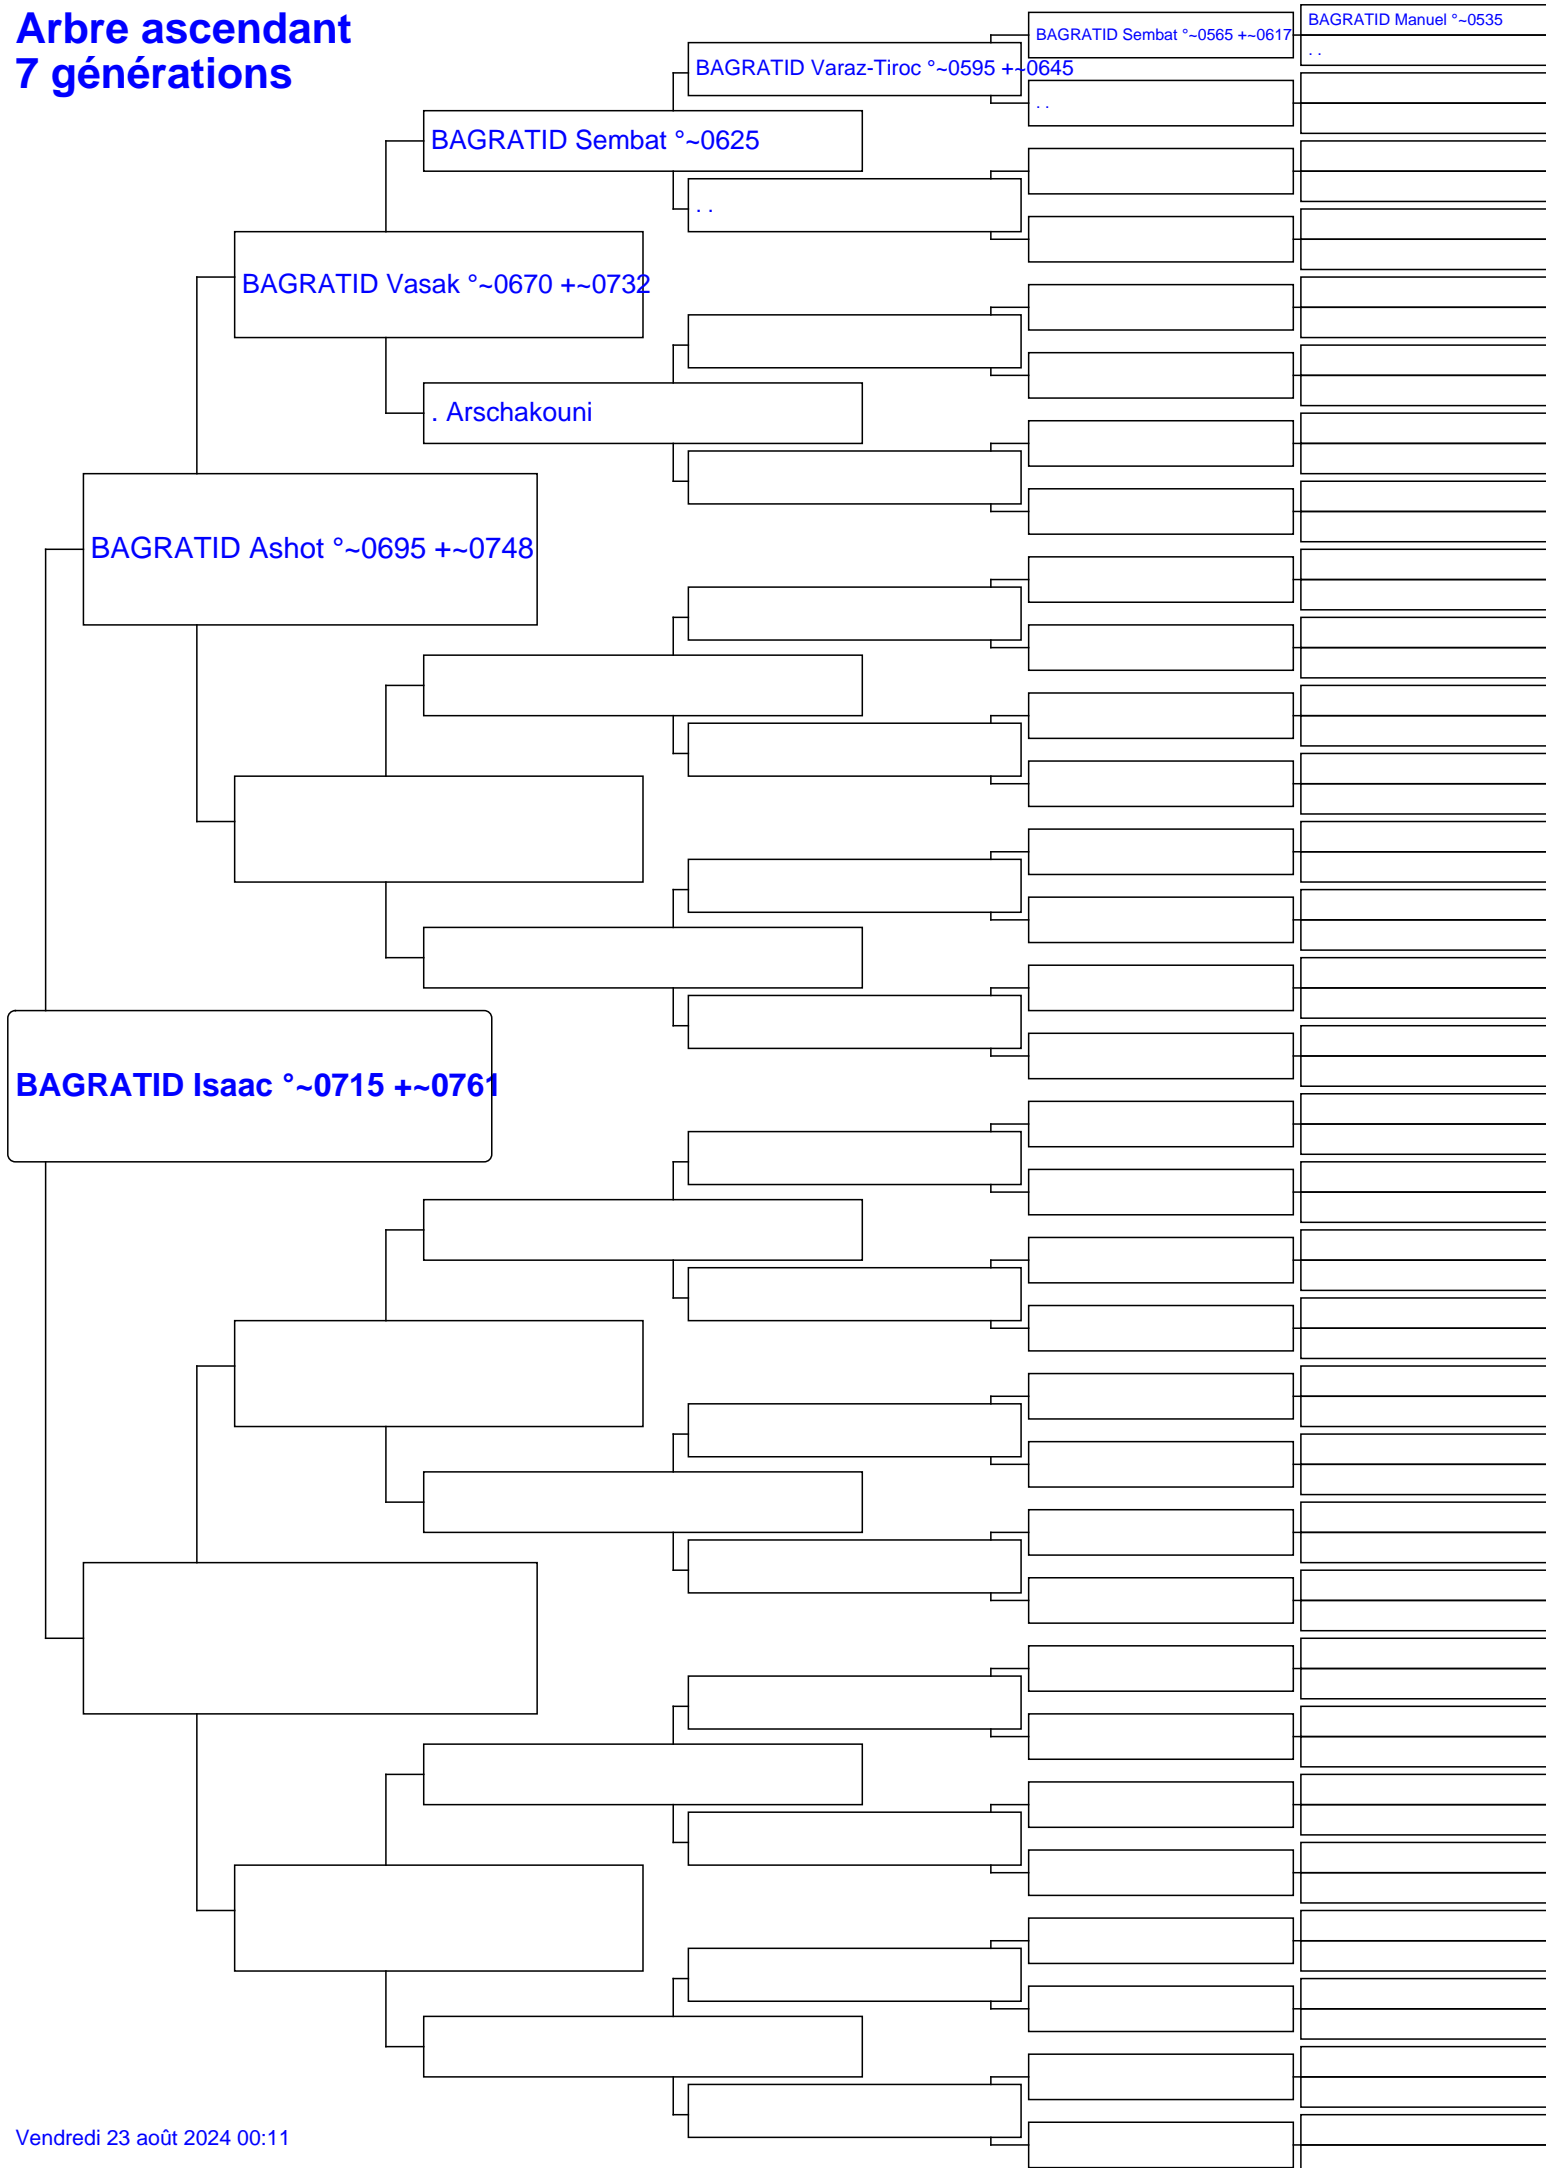 Arbre ascendant
7 générations
BAGRATID Manuel °~0535
. .
BAGRATID Sembat °~0565 +~0617
BAGRATID Varaz-Tiroc °~0595 +~0645
. .
BAGRATID Sembat °~0625
. .
BAGRATID Vasak °~0670 +~0732
. Arschakouni
BAGRATID Ashot °~0695 +~0748
BAGRATID Isaac °~0715 +~0761
Vendredi 23 août 2024 00:11